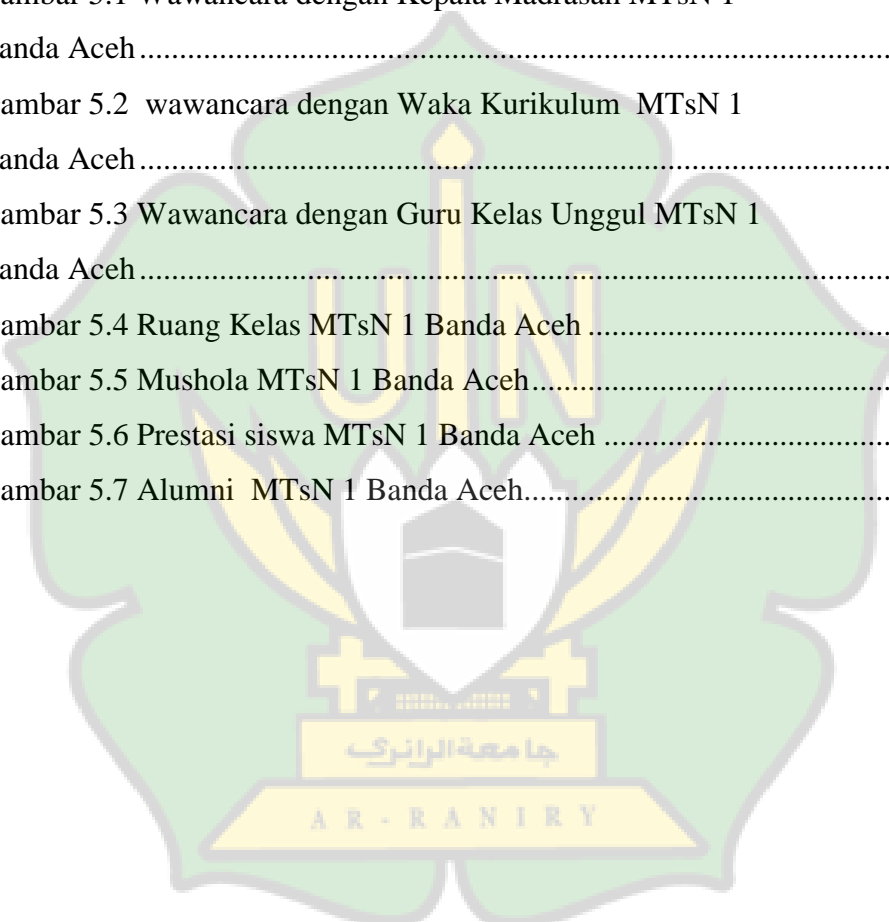 ambar 5.1 Wawancara dengan Kepala Madrasah MTsN 1
anda Aceh...............................................................................................
ambar 5.2  wawancara dengan Waka Kurikulum  MTsN 1
anda Aceh...............................................................................................
ambar 5.3 Wawancara dengan Guru Kelas Unggul MTsN 1
anda Aceh...............................................................................................
ambar 5.4 Ruang Kelas MTsN 1 Banda Aceh......................................
ambar 5.5 Mushola MTsN 1 Banda Aceh.............................................
ambar 5.6 Prestasi siswa MTsN 1 Banda Aceh....................................
ambar 5.7 Alumni  MTsN 1 Banda Aceh..............................................
UIN
جامعة الرانري
AR-RANIRY